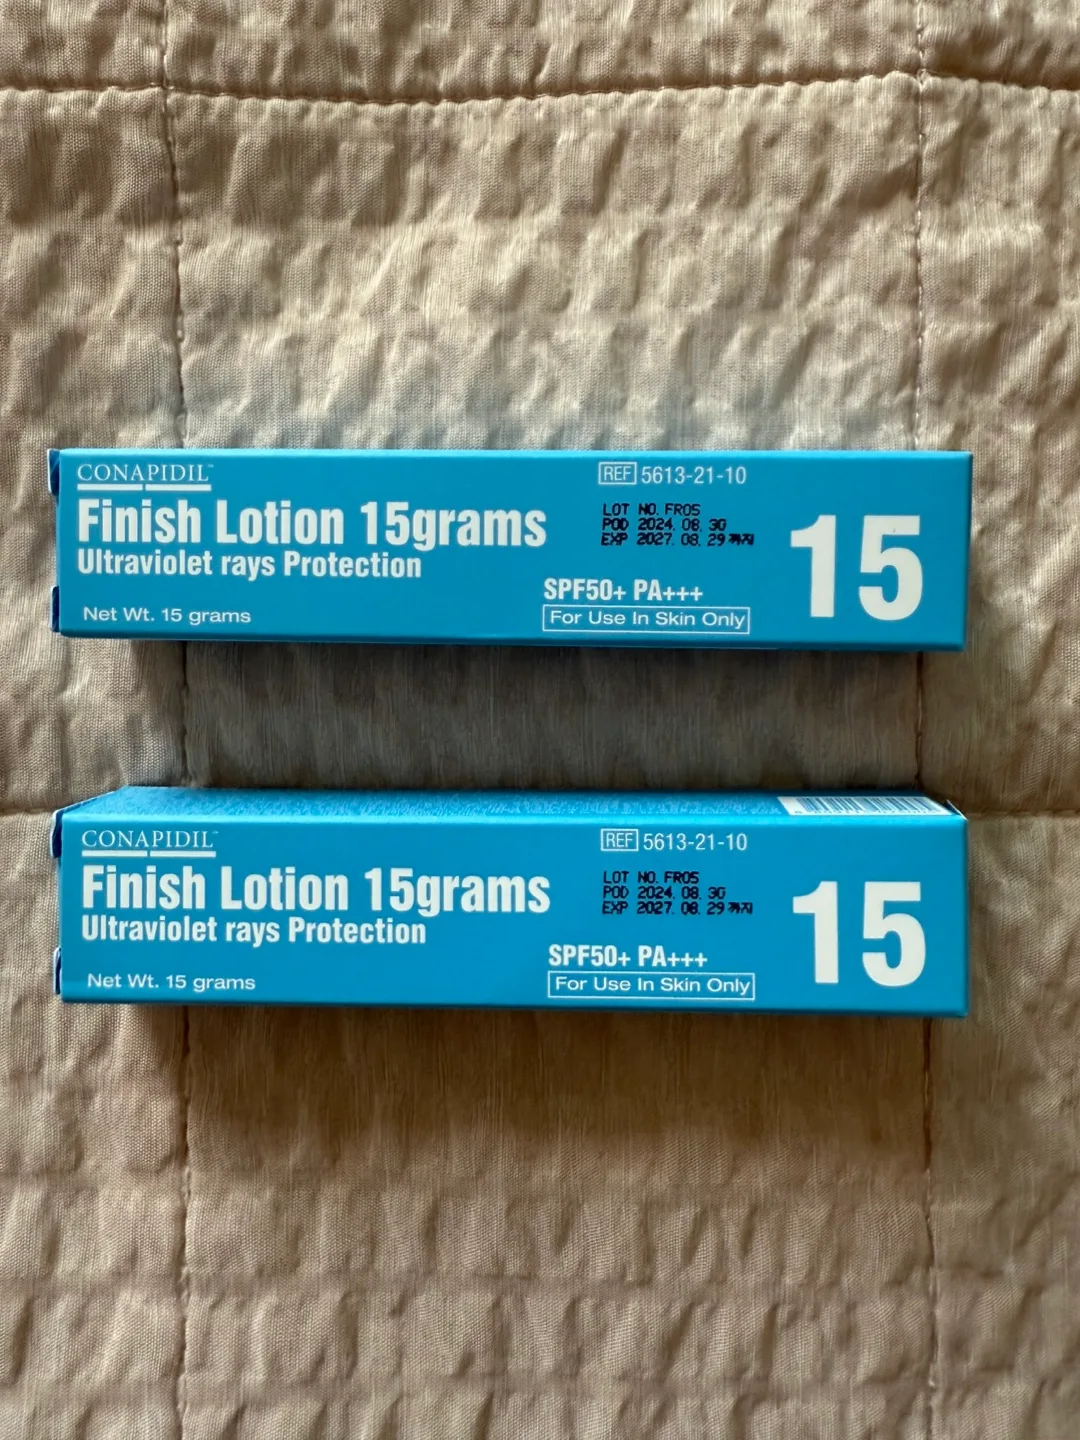 CONAPIDIL™
REF 5613-21-10
Finish Lotion 15grams
Ultraviolet rays Protection
LOT NO. FR05
POD 2024. 08. 30
EXP 2027. 08. 29 까지
15
SPF50+ PA+++
Net Wt. 15 grams
For Use In Skin Only
CONAPIDIL™
REF 5613-21-10
Finish Lotion 15grams
Ultraviolet rays Protection
LOT NO. FR05
POD 2024. 08. 30
EXP 2027. 08. 29 까지
15
SPF50+ PA+++
Net Wt. 15 grams
For Use In Skin Only